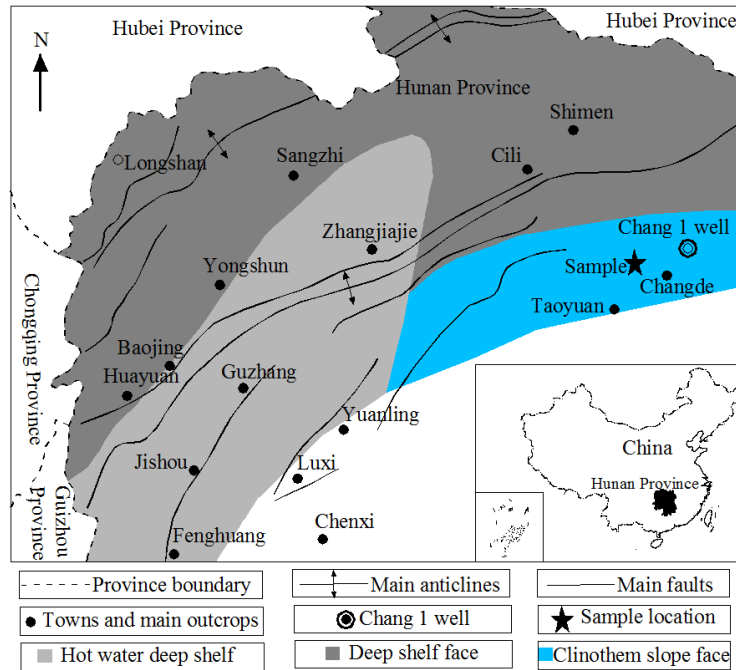 Hubei Province
Hubei Province
N
Hunan Province
Shimen
Longshan
Sangzhi
Cili
Zhangjiajie
Chang 1 well
Yongshun
Sample
Changde
Taoyuan
Chongqing Province
Baojing
Huayuan
Guzhang
Yuanling
China
Jishou
Luxi
Hunan Province
Guizhou
Province
Chenxi
Fenghuang
Province boundary
Main anticlines
Main faults
Towns and main outcrops
Chang 1 well
Sample location
Hot water deep shelf
Deep shelf face
Clinothem slope face